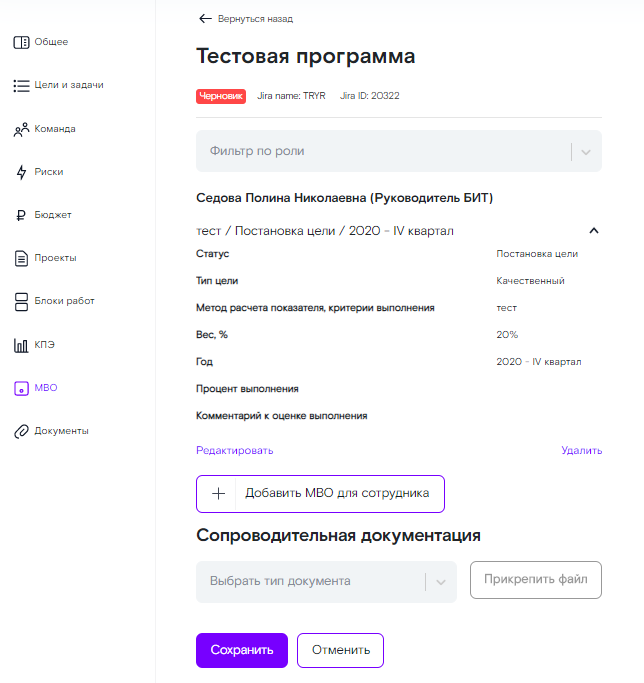 Вернуться назад
Общее
Цели и задачи
Команда
Риски
Бюджет
Проекты
Блоки работ
КПЭ
МВО
Документы
Тестовая программа
Черновик Jira name: TRYR Jira ID: 20322
Фильтр по роли
Седова Полина Николаевна (Руководитель БИТ)
тест / Постановка цели / 2020 - IV квартал
Статус Постановка цели
Тип цели Качественный
Метод расчета показателя, критерии выполнения тест
Вес, % 20%
Год 2020 - IV квартал
Процент выполнения
Комментарий к оценке выполнения
Редактировать Удалить
Добавить МВО для сотрудника
Сопроводительная документация
Выбрать тип документа Прикрепить файл
Сохранить Отменить